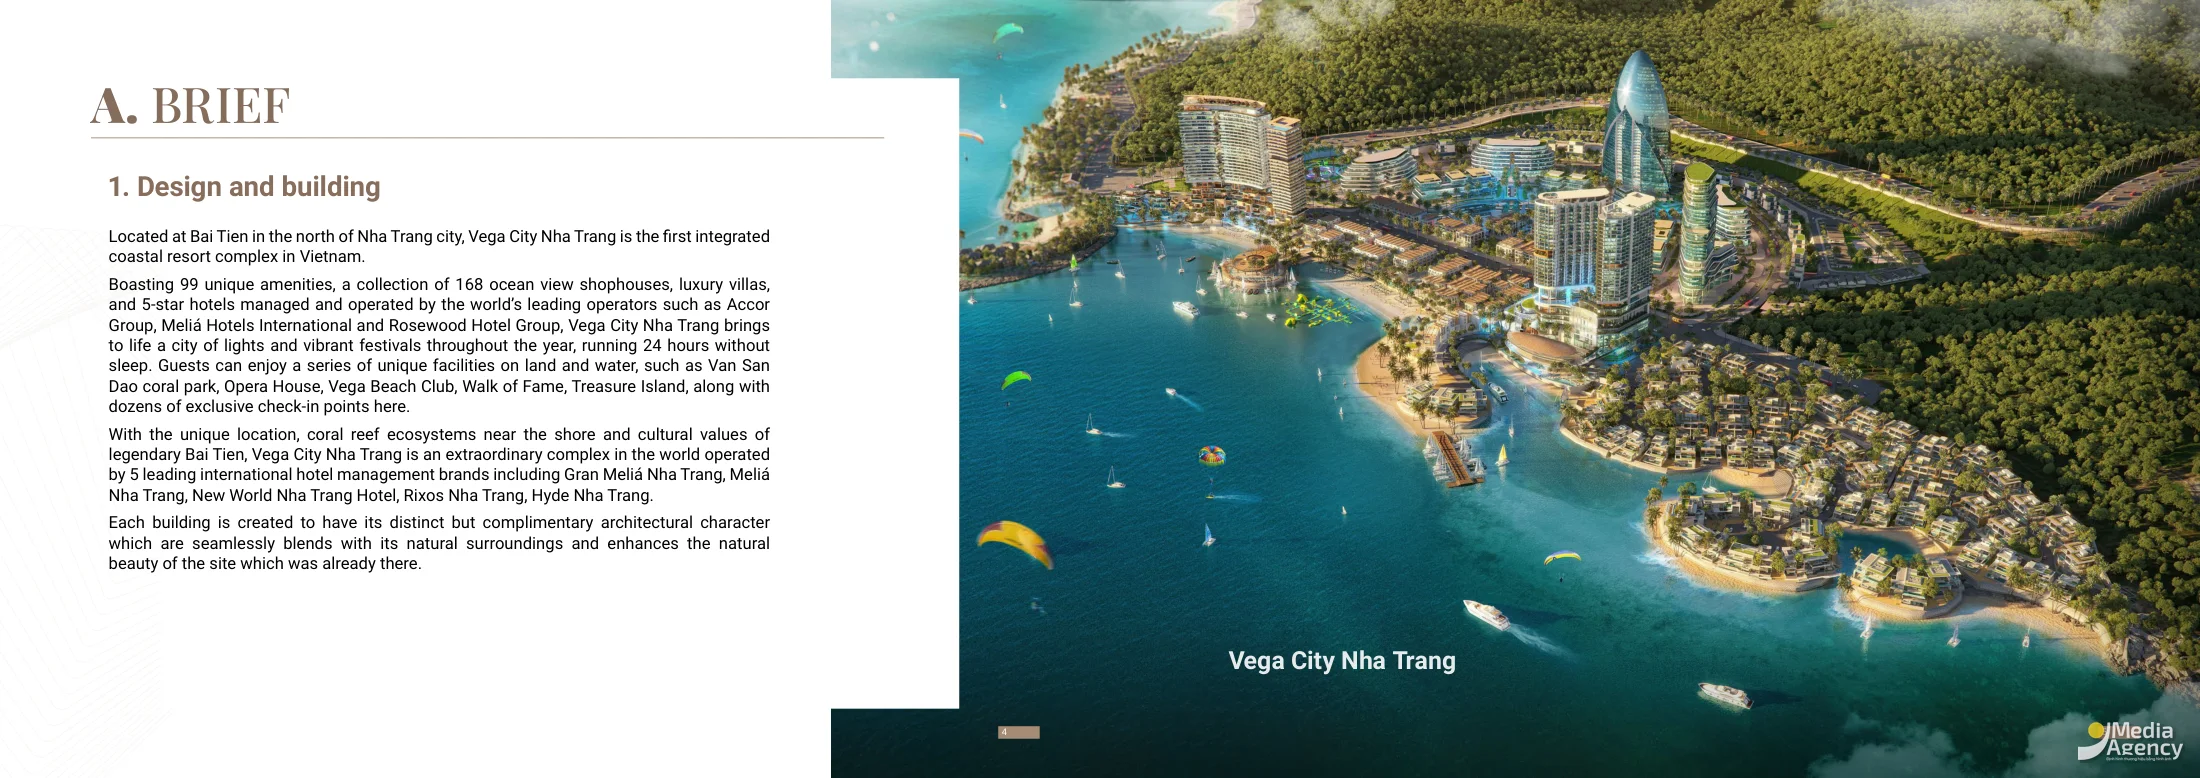 A. BRIEF
1. Design and building
Located at Bai Tien in the north of Nha Trang city, Vega City Nha Trang is the first integrated
coastal resort complex in Vietnam.
Boasting 99 unique amenities, a collection of 168 ocean view shophouses, luxury villas,
and 5-star hotels managed and operated by the world’s leading operators such as Accor
Group, Meliá Hotels International and Rosewood Hotel Group, Vega City Nha Trang brings
to life a city of lights and vibrant festivals throughout the year, running 24 hours without
sleep. Guests can enjoy a series of unique facilities on land and water, such as Van San
Dao coral park, Opera House, Vega Beach Club, Walk of Fame, Treasure Island, along with
dozens of exclusive check-in points here.
With the unique location, coral reef ecosystems near the shore and cultural values of
legendary Bai Tien, Vega City Nha Trang is an extraordinary complex in the world operated
by 5 leading international hotel management brands including Gran Meliá Nha Trang, Meliá
Nha Trang, New World Nha Trang Hotel, Rixos Nha Trang, Hyde Nha Trang.
Each building is created to have its distinct but complimentary architectural character
which are seamlessly blends with its natural surroundings and enhances the natural
beauty of the site which was already there.
Vega City Nha Trang
4
Media
Agency